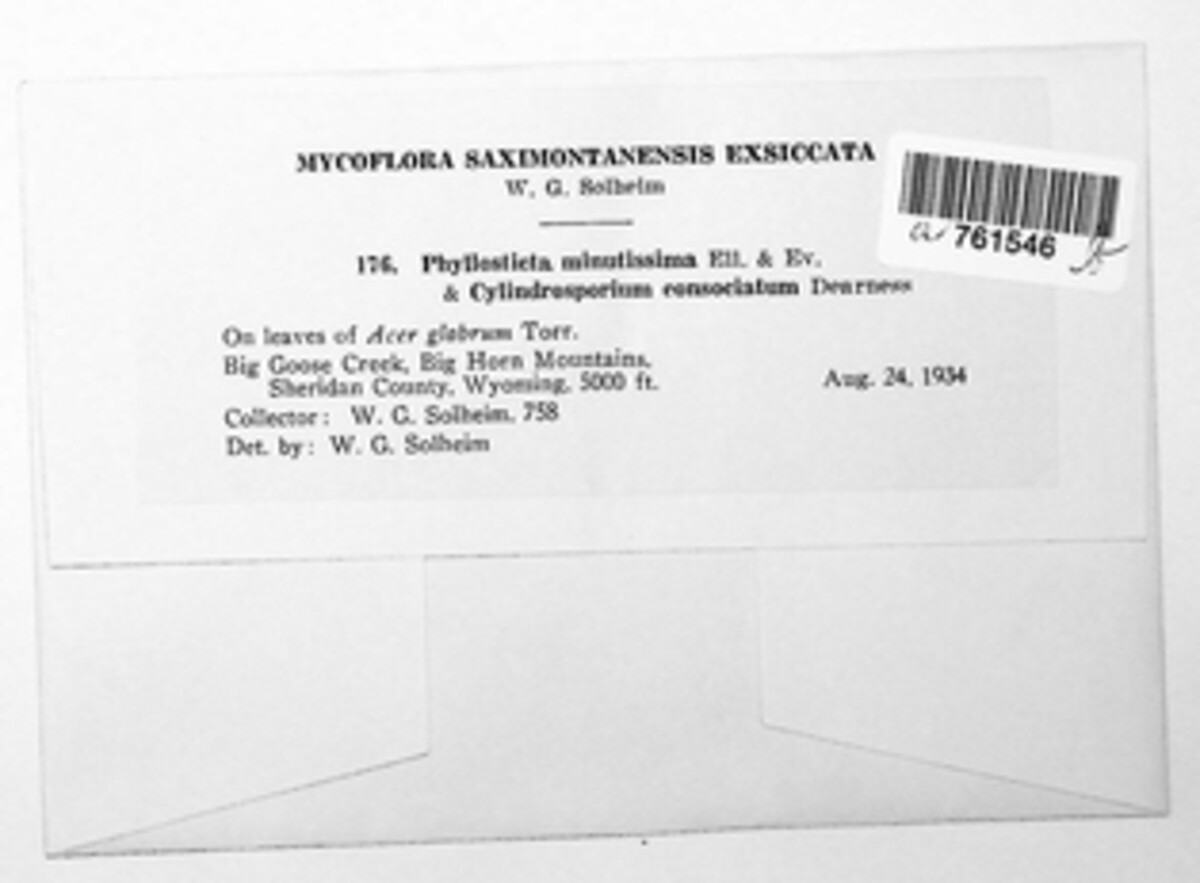 MYCOFLORA SAXIMONTANENSIS EXSICCATA
W. G. Solheim
761546
176. Phyllosticta minutissima Ell. & Ev.
& Cylindrosporium consociatum Dearness
On leaves of Acer glabrum Torr.
Big Goose Creek, Big Horn Mountains,
Sheridan County, Wyoming, 5000 ft. Aug. 24, 1934
Collector: W. G. Solheim, 758
Det. by: W. G. Solheim